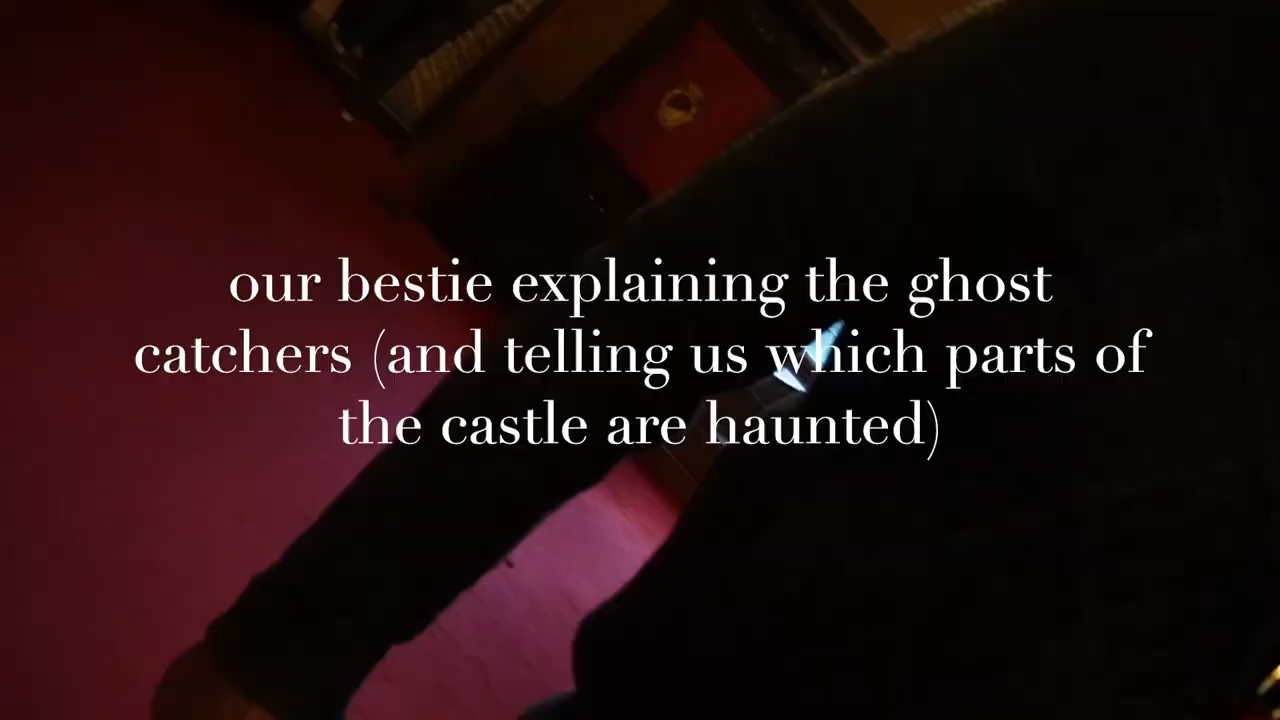 our bestie explaining the ghost
catchers (and telling us which parts of
the castle are haunted)